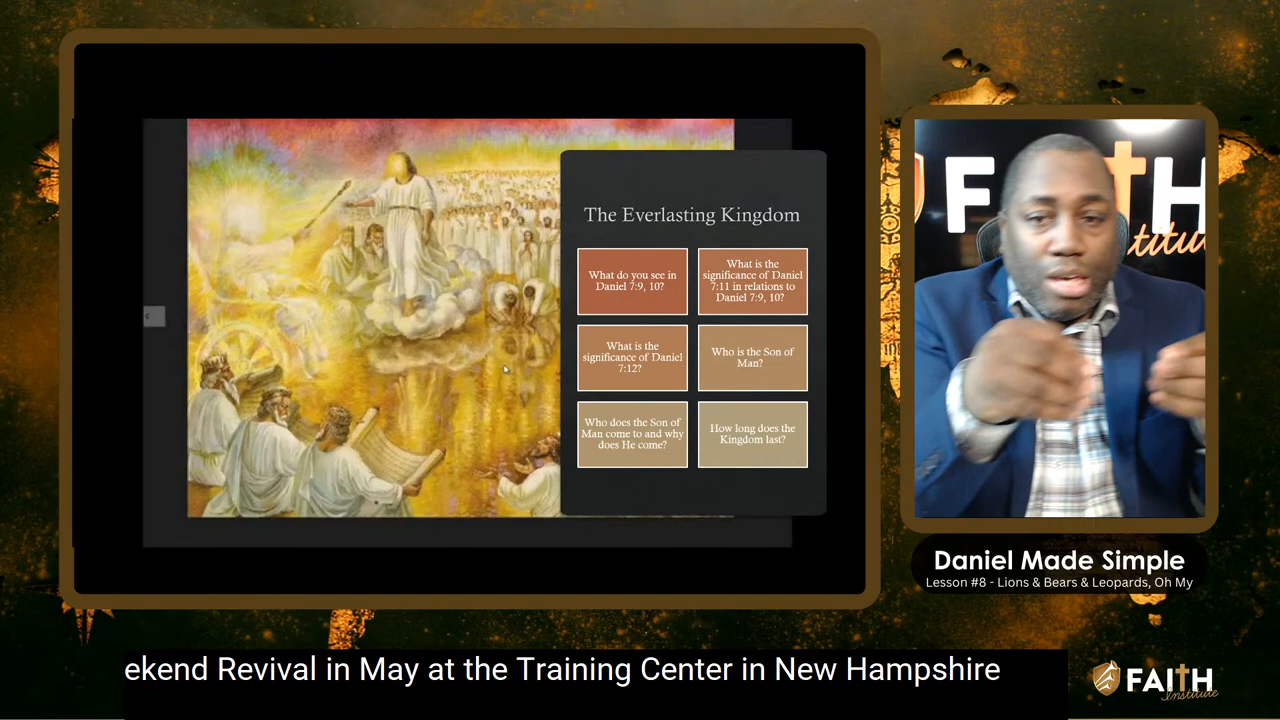 The Everlasting Kingdom
What do you see in
Daniel 7:9, 10?
What is the
significance of Daniel
7:11 in relations to
Daniel 7:9, 10?
What is the
significance of Daniel
7:12?
Who is the Son of
Man?
Who does the Son of
Man come to and why
does He come?
How long does the
Kingdom last?
F TH
titu
Daniel Made Simple
Lesson #8 - Lions & Bears & Leopards, Oh My
ekend Revival in May at the Training Center in New Hampshire
FAITH
Institute